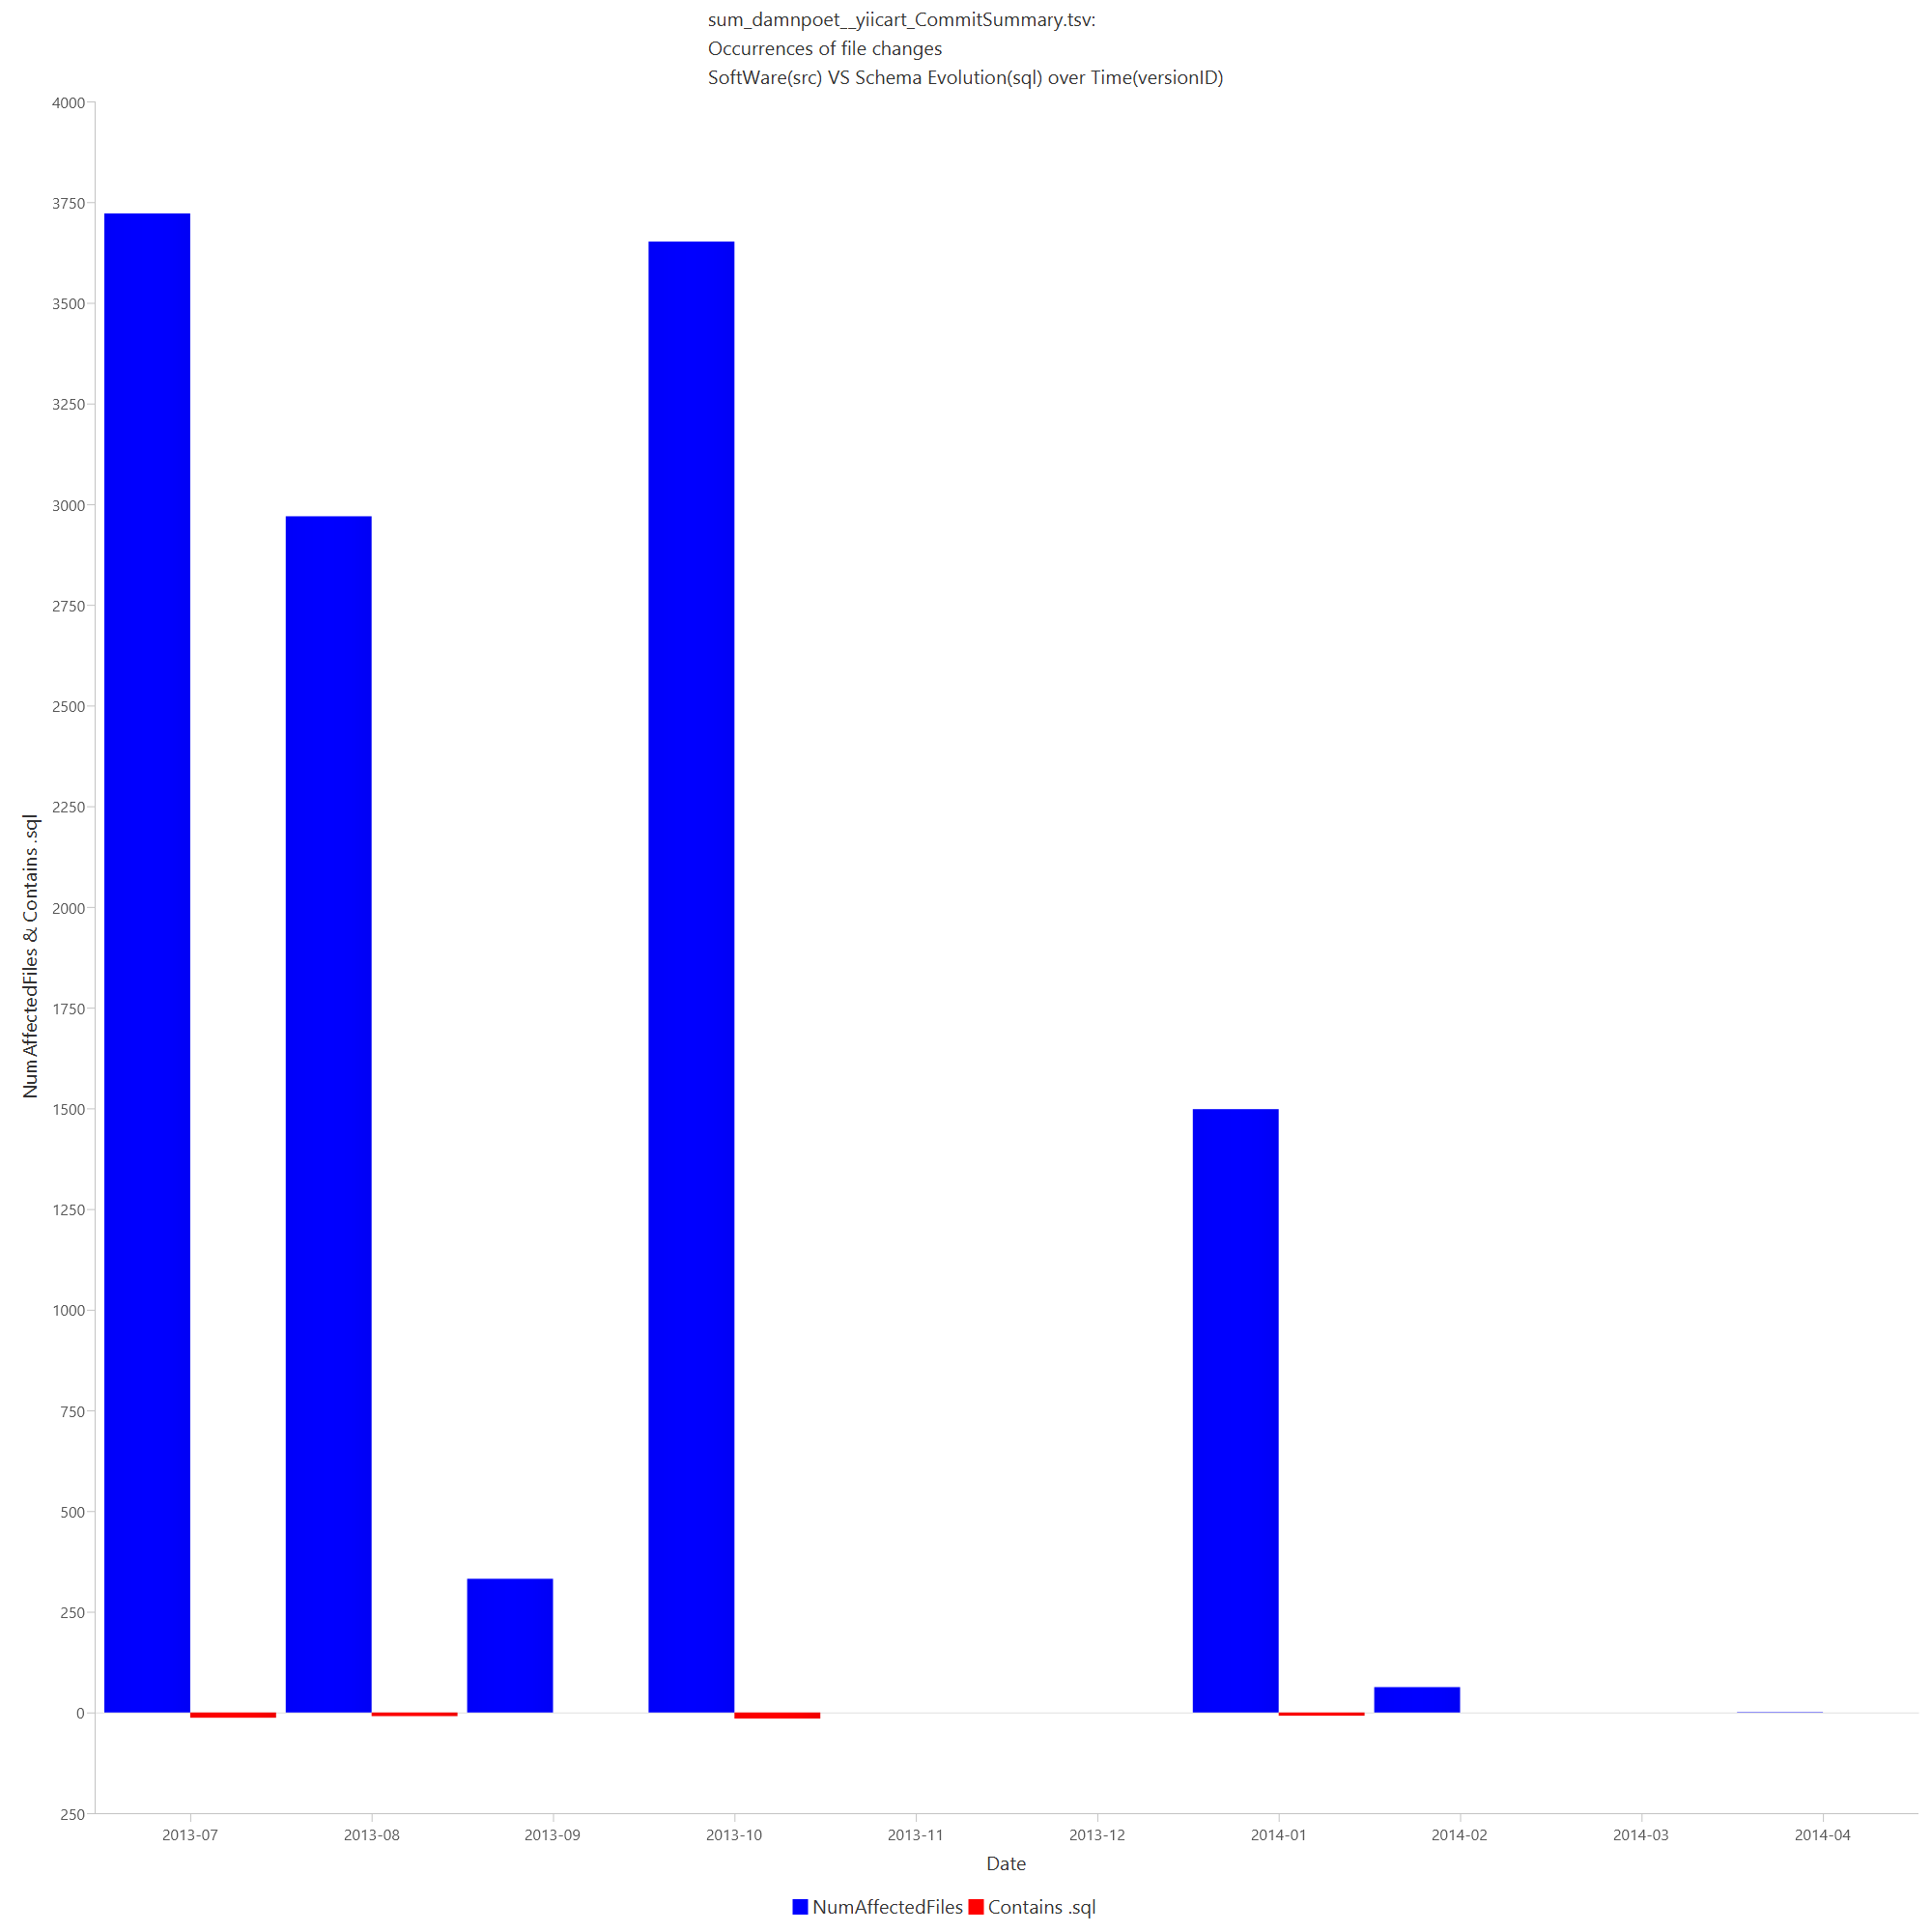 sum_damnpoet__yiicart_CommitSummary.tsv:
Occurrences of file changes
SoftWare(src) VS Schema Evolution(sql) over Time(versionID)
NumAffectedFiles & Contains .sql
4000
3750
3500
3250
3000
2750
2500
2250
2000
1750
1500
1250
1000
750
500
250
0
250
2013-07 2013-08 2013-09 2013-10 2013-11 2013-12 2014-01 2014-02 2014-03 2014-04
Date
NumAffectedFiles Contains .sql